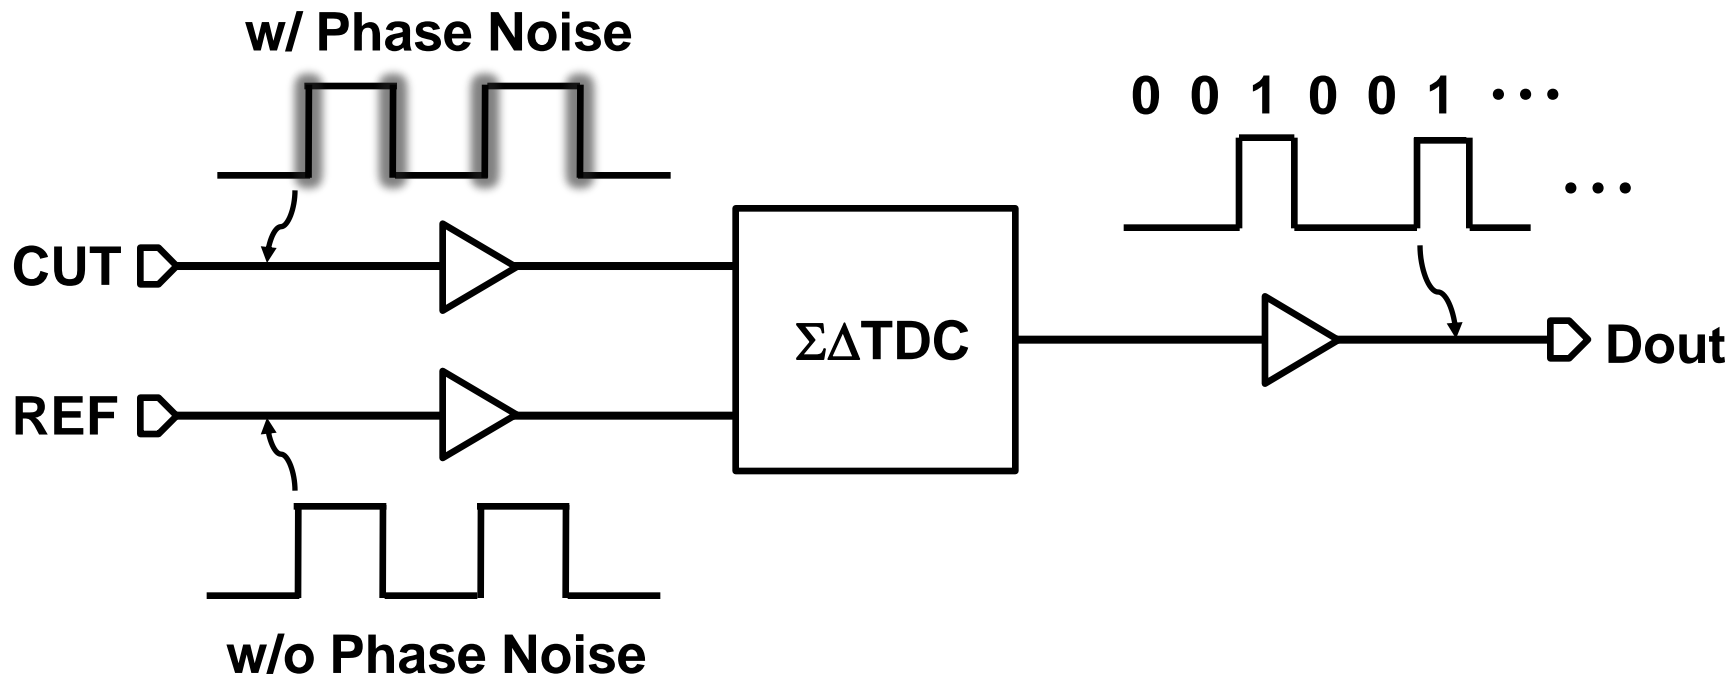 w/ Phase Noise
0 0 1 0 0 1 ···
···
CUT
ΣΔTDC
Dout
REF
w/o Phase Noise